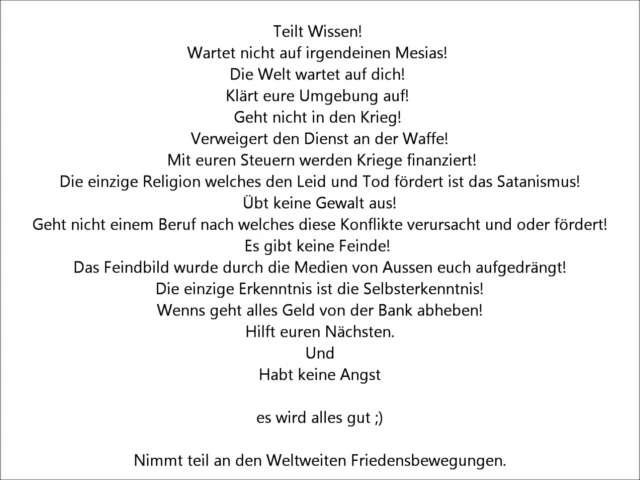 Teilt Wissen!
Wartet nicht auf irgendeinen Mesias!
Die Welt wartet auf dich!
Klärt eure Umgebung auf!
Geht nicht in den Krieg!
Verweigert den Dienst an der Waffe!
Mit euren Steuern werden Kriege finanziert!
Die einzige Religion welches den Leid und Tod fördert ist das Satanismus!
Übt keine Gewalt aus!
Geht nicht einem Beruf nach welches diese Konflikte verursacht und oder fördert!
Es gibt keine Feinde!
Das Feindbild wurde durch die Medien von Aussen euch aufgedrängt!
Die einzige Erkenntnis ist die Selbsterkenntnis!
Wenns geht alles Geld von der Bank abheben!
Hilft euren Nächsten.
Und
Habt keine Angst
es wird alles gut ;)
Nimmt teil an den Weltweiten Friedensbewegungen.